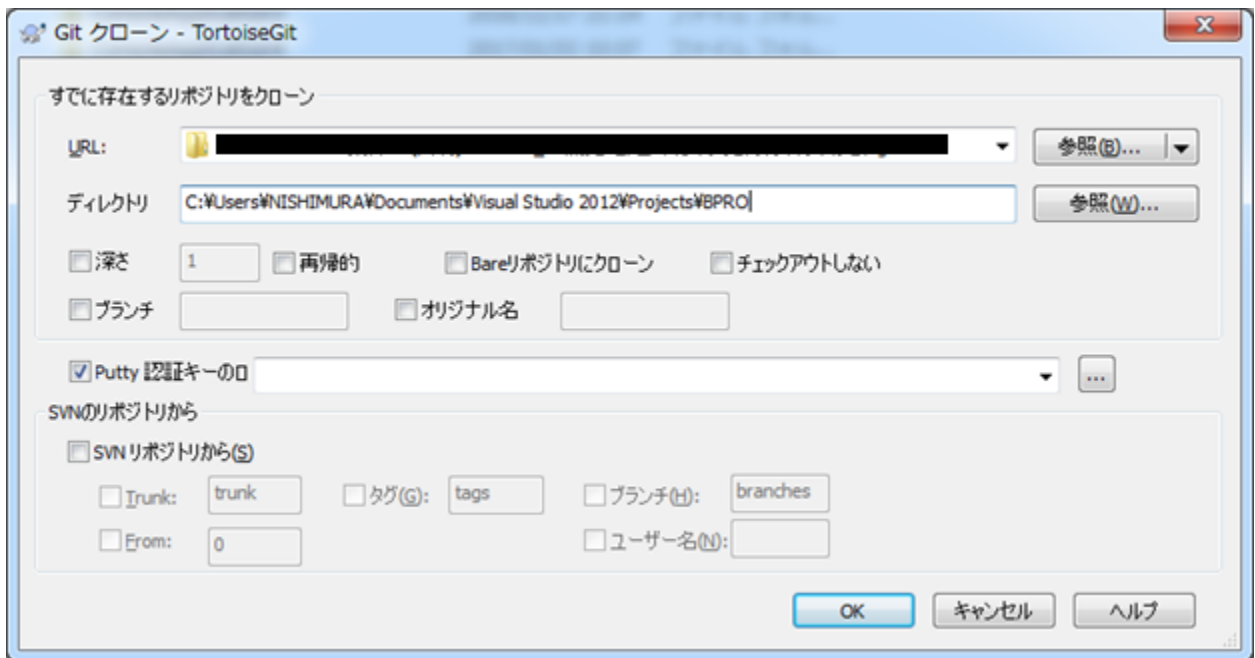 Git クローン - TortoiseGit
すでに存在するリポジトリをクローン
URL:
参照(B)...
ディレクトリ
C:¥Users¥NISHIMURA¥Documents¥Visual Studio 2012¥Projects¥BPRO
参照(W)...
深さ 1 再帰的 Bareリポジトリにクローン チェックアウトしない
ブランチ オリジナル名
Putty 認証キーのロ ...
SVNのリポジトリから
SVN リポジトリから(S)
Trunk: trunk タグ(G): tags ブランチ(H): branches
From: 0 ユーザー名(N):
OK キャンセル ヘルプ